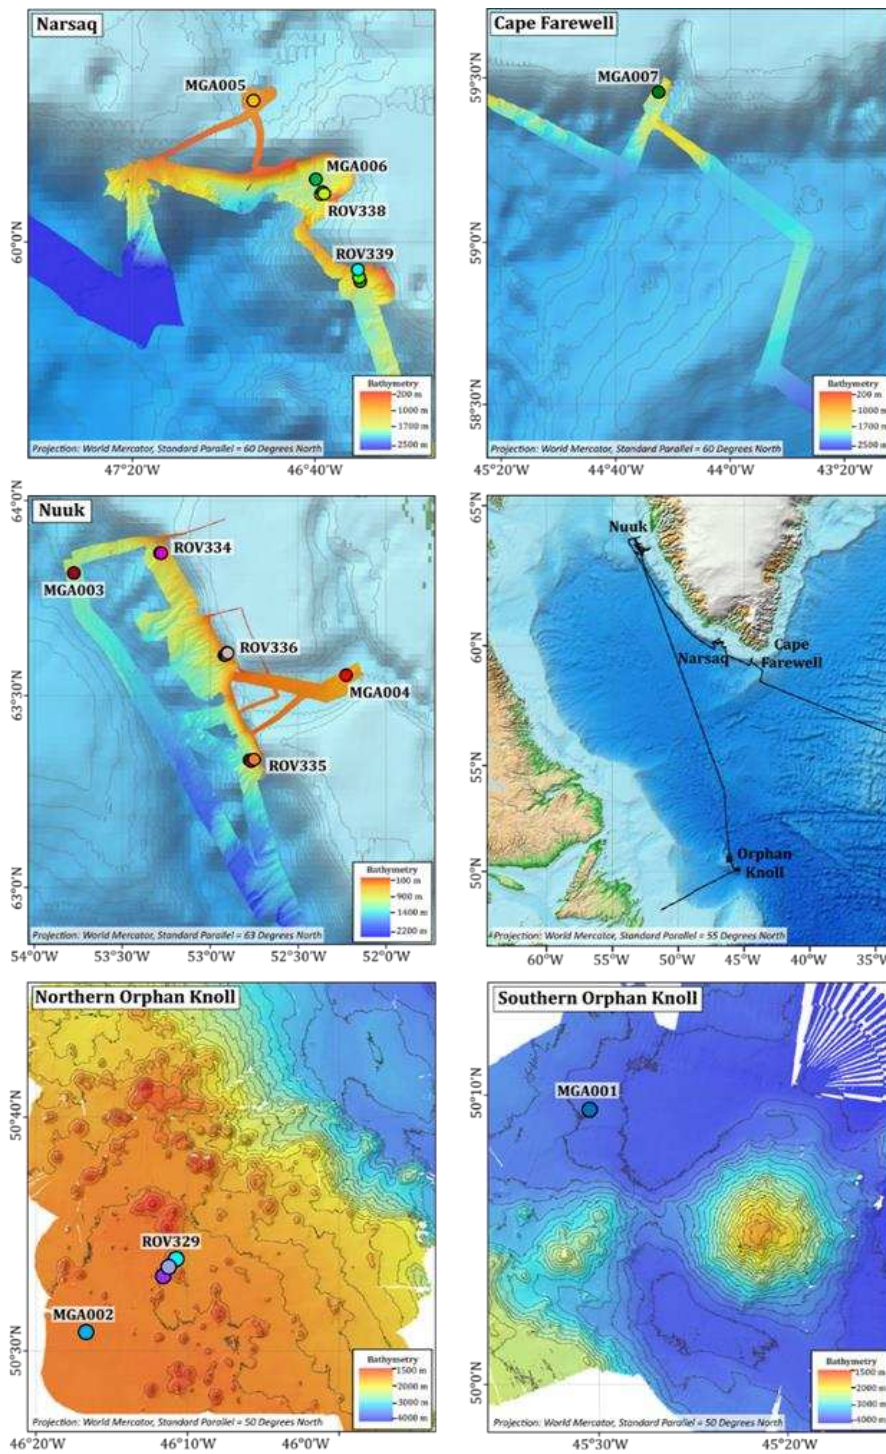 Narsaq
MGA005
MGA006
ROV338
ROV339
60°0'N
Bathymetry
200 m
1000 m
1700 m
2500 m
Projection: World Mercator, Standard Parallel = 60 Degrees North
47°20'W
46°40'W
Cape Farewell
MGA007
59°30'N
59°0'N
58°30'N
Bathymetry
200 m
1000 m
1700 m
2500 m
Projection: World Mercator, Standard Parallel = 60 Degrees North
45°20'W
44°40'W
44°0'W
43°20'W
Nuuk
64°0'N
ROV334
MGA003
ROV336
MGA004
63°30'N
ROV335
63°0'N
Bathymetry
100 m
900 m
1400 m
2200 m
Projection: World Mercator, Standard Parallel = 63 Degrees North
54°0'W
53°30'W
53°0'W
52°30'W
52°0'W
65°N
Nuuk
60°N
Narsaq
Cape
Farewell
55°N
Orphan
Knoll
50°N
Projection: World Mercator, Standard Parallel = 55 Degrees North
60°W
55°W
50°W
45°W
40°W
35°W
Northern Orphan Knoll
50°40'N
ROV329
MGA002
50°30'N
Bathymetry
1500 m
2000 m
3000 m
4000 m
Projection: World Mercator, Standard Parallel = 50 Degrees North
46°20'W
46°10'W
46°0'W
Southern Orphan Knoll
MGA001
50°10'N
50°0'N
Bathymetry
1500 m
2000 m
3000 m
4000 m
Projection: World Mercator, Standard Parallel = 50 Degrees North
45°30'W
45°20'W